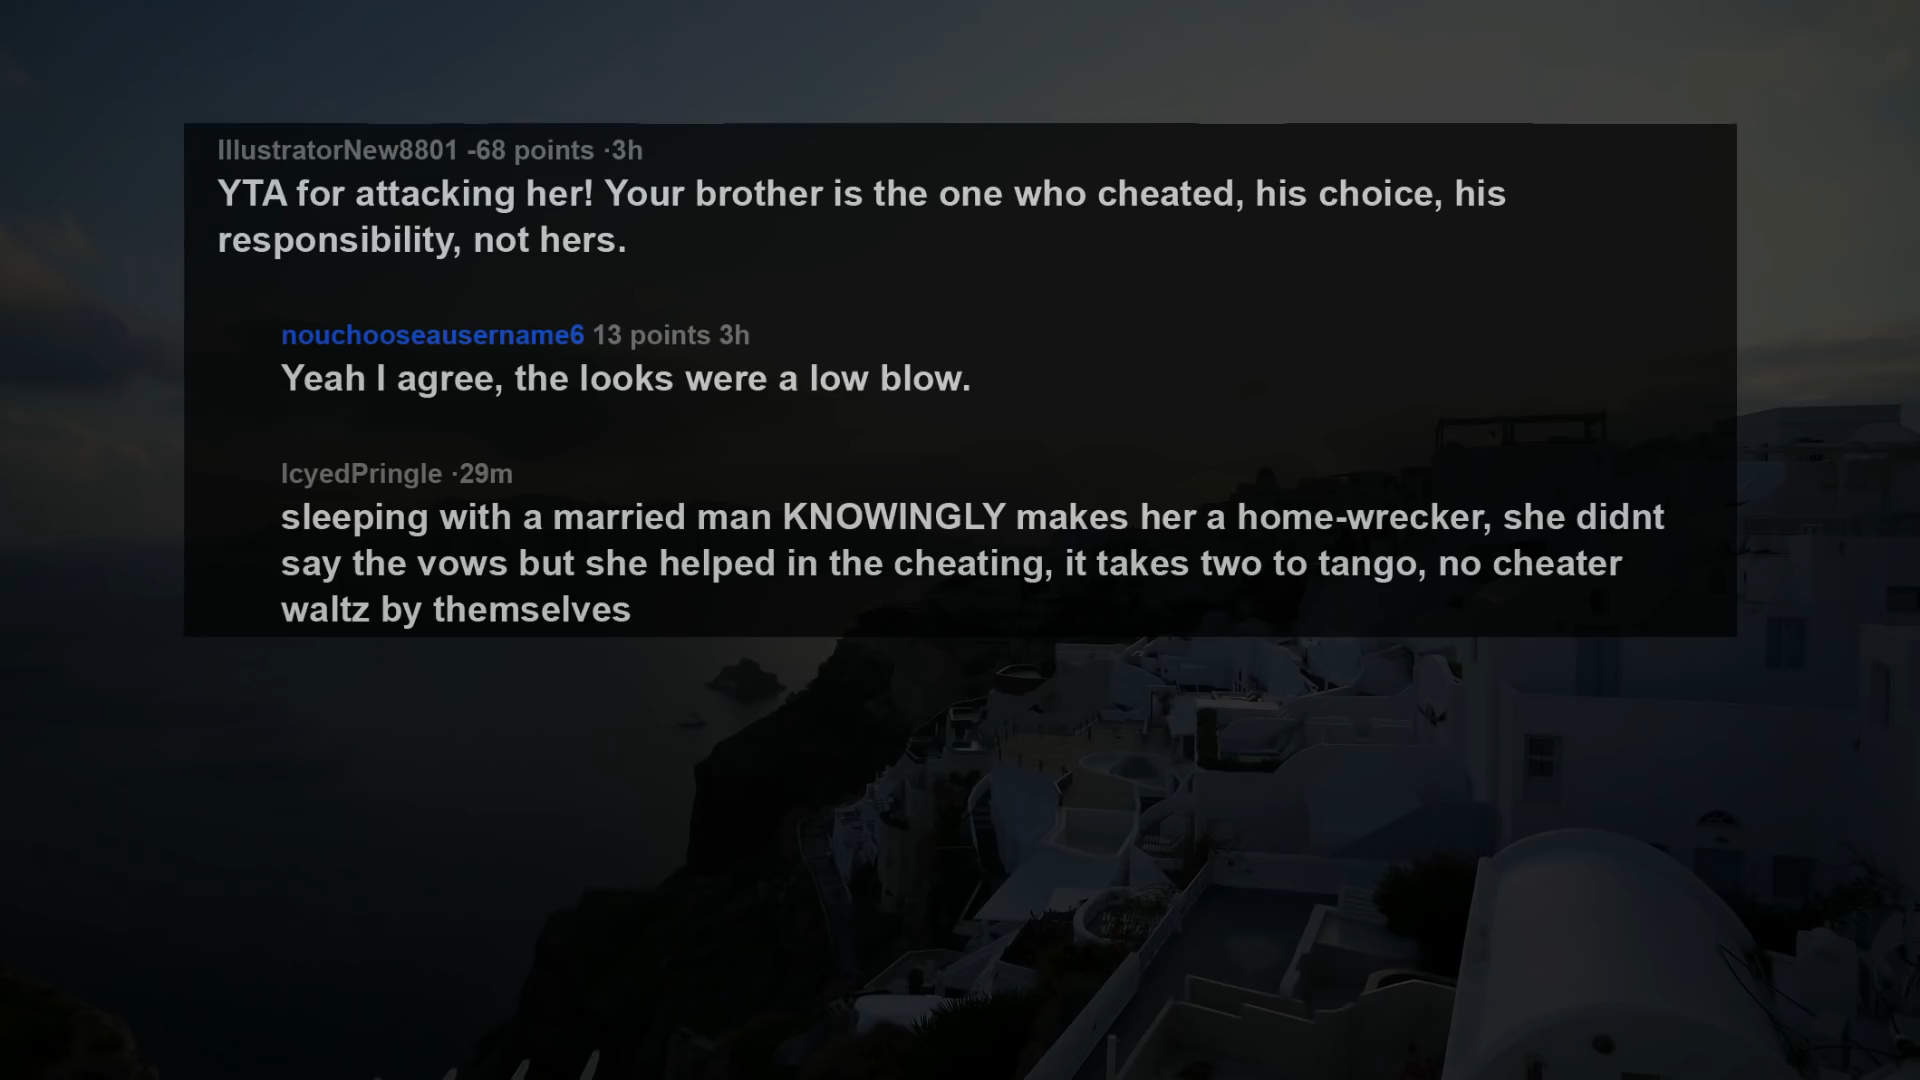 IllustratorNew8801 -68 points ·3h
YTA for attacking her! Your brother is the one who cheated, his choice, his
responsibility, not hers.
nouchooseausername6 13 points 3h
Yeah I agree, the looks were a low blow.
IcyedPringle ·29m
sleeping with a married man KNOWINGLY makes her a home-wrecker, she didnt
say the vows but she helped in the cheating, it takes two to tango, no cheater
waltz by themselves